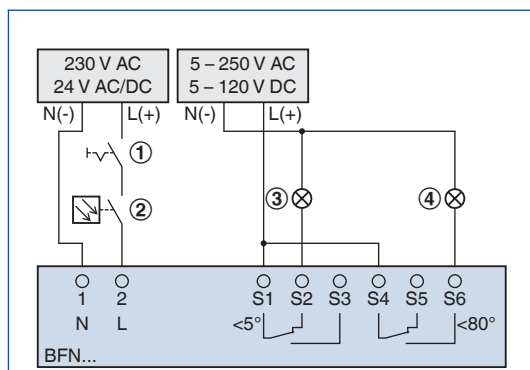 230 V AC
24 V AC/DC
5 – 250 V AC
5 – 120 V DC
N(-) L(+) N(-) L(+)
1
2
3 4
1 2 S1 S2 S3 S4 S5 S6
N L <5° <80°
BFN...